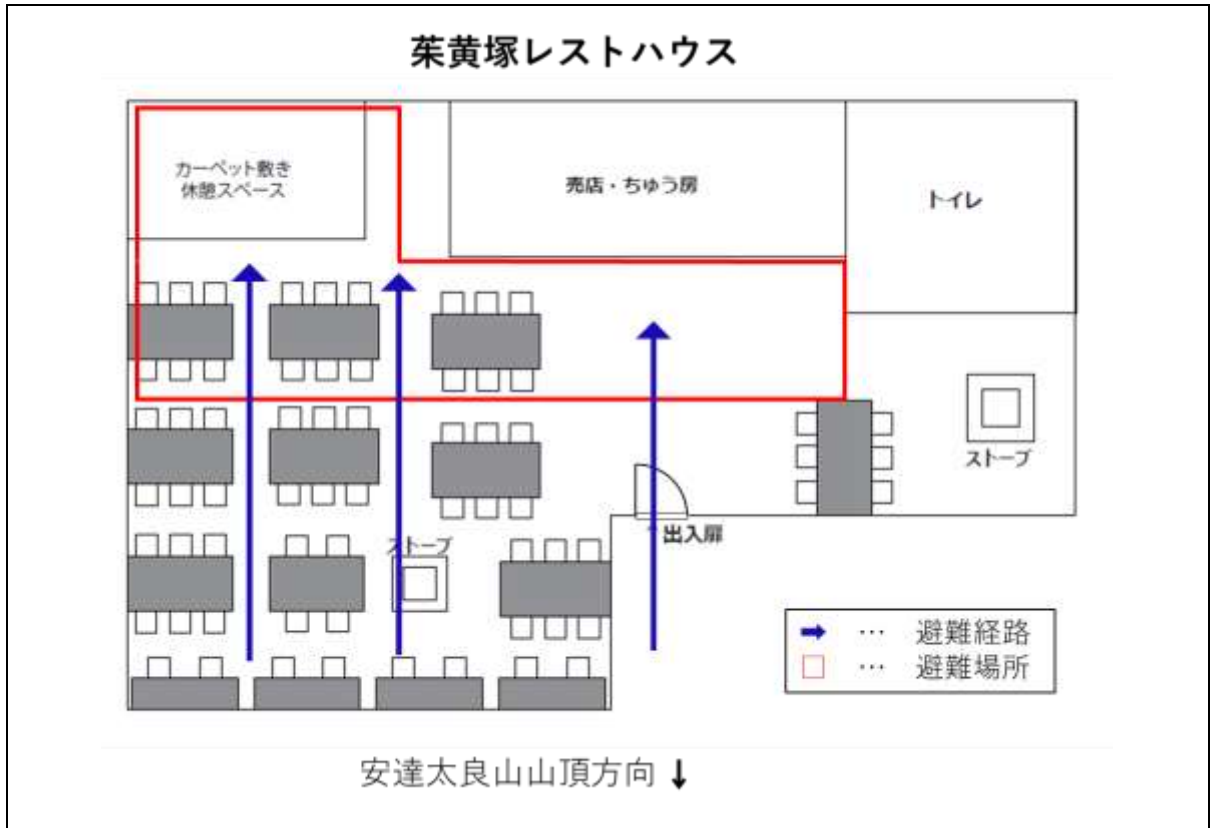 茱黄塚レストハウス
カーペット敷き
休憩スペース
売店・ちゅう房
トイレ
ストーブ
ストーブ
出入扉
➡ … 避難経路
□ … 避難場所
安達太良山山頂方向 ↓